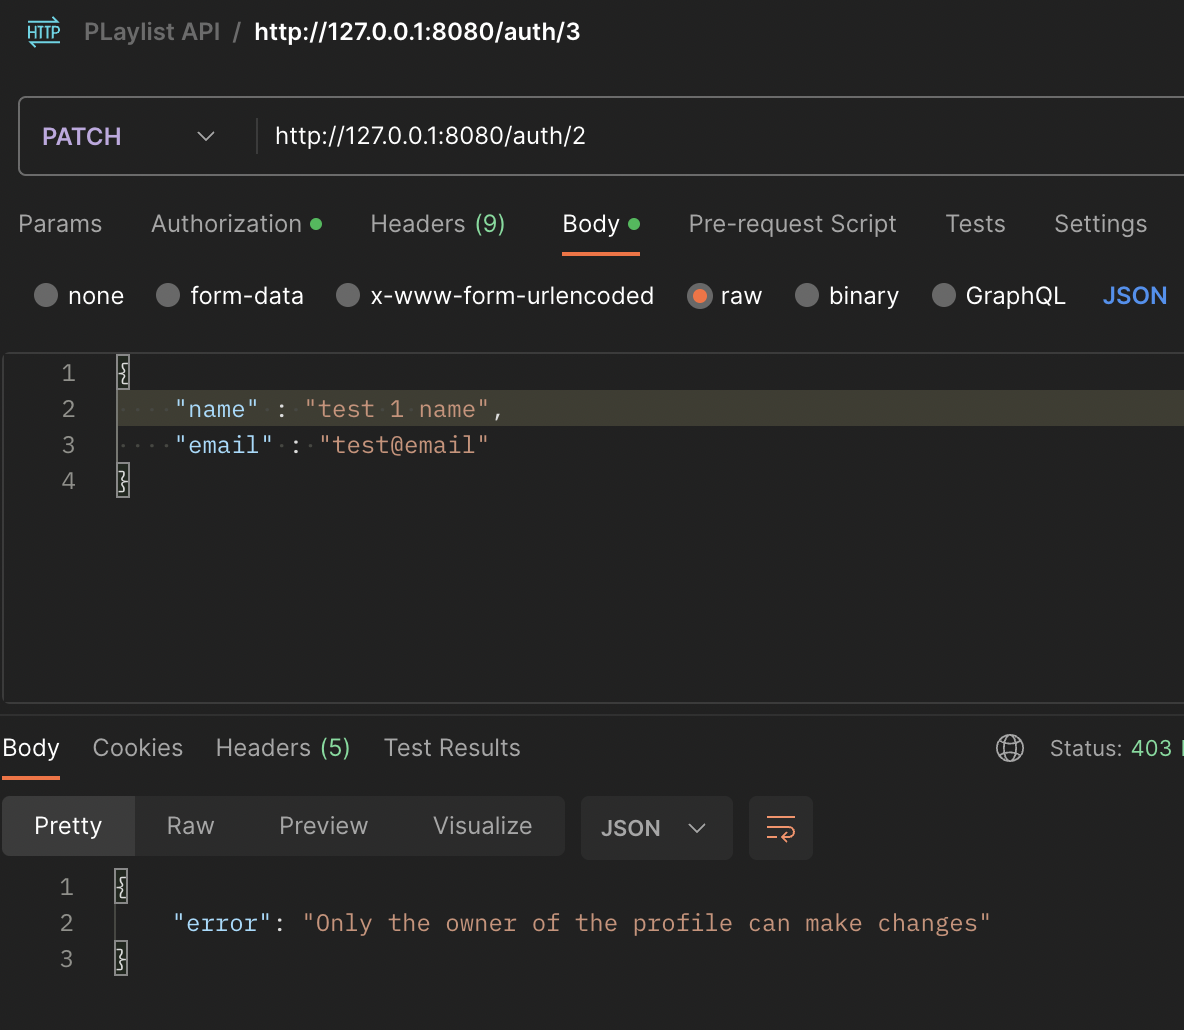 HTTP PLaylist API / http://127.0.0.1:8080/auth/3
PATCH http://127.0.0.1:8080/auth/2
Params Authorization Headers (9) Body Pre-request Script Tests Settings
none form-data x-www-form-urlencoded raw binary GraphQL JSON
1 {
2 "name" : "test 1 name",
3 "email" : "test@email"
4 }
Body Cookies Headers (5) Test Results Status: 403
Pretty Raw Preview Visualize JSON
1 {
2 "error": "Only the owner of the profile can make changes"
3 }